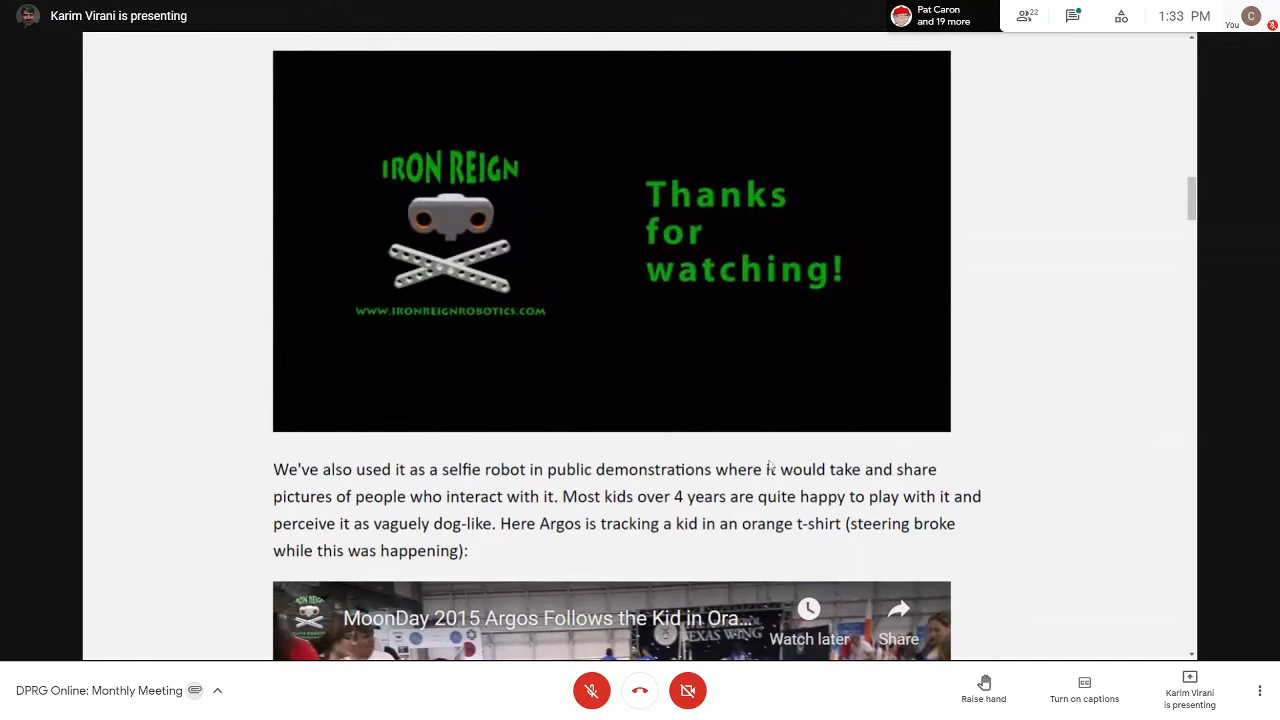 Karim Virani is presenting
Pat Caron
and 19 more
22
1:33 PM
C
You
IRON REIGN
WWW.IRONREIGNROBOTICS.COM
Thanks
for
watching!
We've also used it as a selfie robot in public demonstrations where it would take and share
pictures of people who interact with it. Most kids over 4 years are quite happy to play with it and
perceive it as vaguely dog-like. Here Argos is tracking a kid in an orange t-shirt (steering broke
while this was happening):
IRON REIGN
MoonDay 2015 Argos Follows the Kid in Ora...
TEXAS WING
Watch later
Share
DPRG Online: Monthly Meeting
Raise hand
CC
Turn on captions
Karim Virani
is presenting